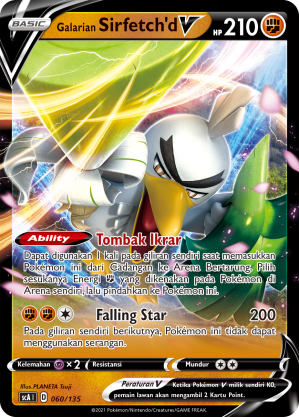 BASIC
Galarian Sirfetch'd V HP 210
Ability Tombak Ikrar
Dapat digunakan 1 kali pada giliran sendiri saat memasukkan
Pokémon ini dari Cadangan ke Arena Bertarung. Pilih
sesukanya Energi yang dikenakan pada Pokémon di
Arena sendiri, lalu pindahkan ke Pokémon ini.
Falling Star 200
Pada giliran sendiri berikutnya, Pokémon ini tidak dapat
menggunakan serangan.
Kelemahan ×2 Resistansi Mundur
Illus. PLANETA Tsuji
sc1 I D 060/135
Peraturan V Ketika Pokémon V milik sendiri KO,
pemain lawan akan mengambil 2 Kartu Point.
©2021 Pokémon/Nintendo/Creatures/GAME FREAK.